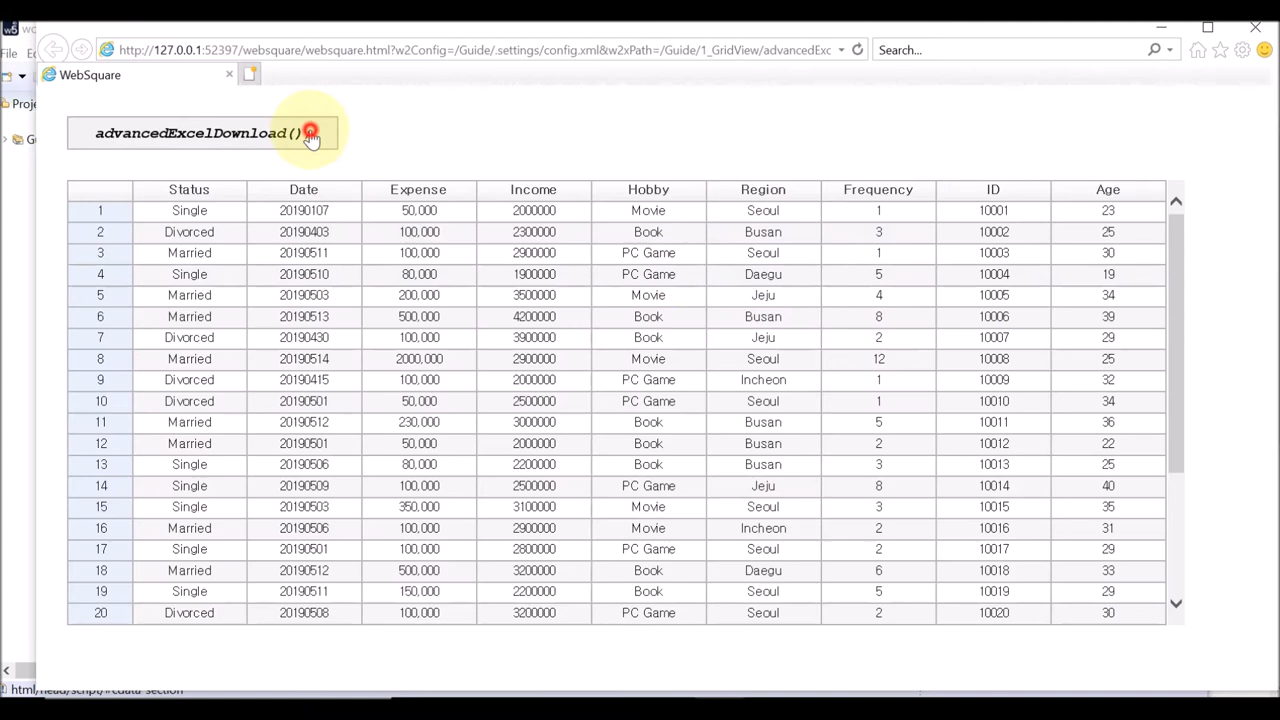 w5 wo
File Ed
http://127.0.0.1:52397/websquare/websquare.html?w2Config=/Guide/.settings/config.xml&w2xPath=/Guide/1_GridView/advancedExc
Search...
WebSquare
Proje
Gu
advancedExcelDownload()
Status Date Expense Income Hobby Region Frequency ID Age
1 Single 20190107 50,000 2000000 Movie Seoul 1 10001 23
2 Divorced 20190403 100,000 2300000 Book Busan 3 10002 25
3 Married 20190511 100,000 2900000 PC Game Seoul 1 10003 30
4 Single 20190510 80,000 1900000 PC Game Daegu 5 10004 19
5 Married 20190503 200,000 3500000 Movie Jeju 4 10005 34
6 Married 20190513 500,000 4200000 Book Busan 8 10006 39
7 Divorced 20190430 100,000 3900000 Book Jeju 2 10007 29
8 Married 20190514 2000,000 2900000 Movie Seoul 12 10008 25
9 Divorced 20190415 100,000 2000000 PC Game Incheon 1 10009 32
10 Divorced 20190501 50,000 2500000 PC Game Seoul 1 10010 34
11 Married 20190512 230,000 3000000 Book Busan 5 10011 36
12 Married 20190501 50,000 2000000 Book Busan 2 10012 22
13 Single 20190506 80,000 2200000 Book Busan 3 10013 25
14 Single 20190509 100,000 2500000 PC Game Jeju 8 10014 40
15 Single 20190503 350,000 3100000 Movie Seoul 3 10015 35
16 Married 20190506 100,000 2900000 Movie Incheon 2 10016 31
17 Single 20190501 100,000 2800000 PC Game Seoul 2 10017 29
18 Married 20190512 500,000 3200000 Book Daegu 6 10018 33
19 Single 20190511 150,000 2200000 Book Seoul 5 10019 29
20 Divorced 20190508 100,000 3200000 PC Game Seoul 2 10020 30
html/head/script/#cdata-section